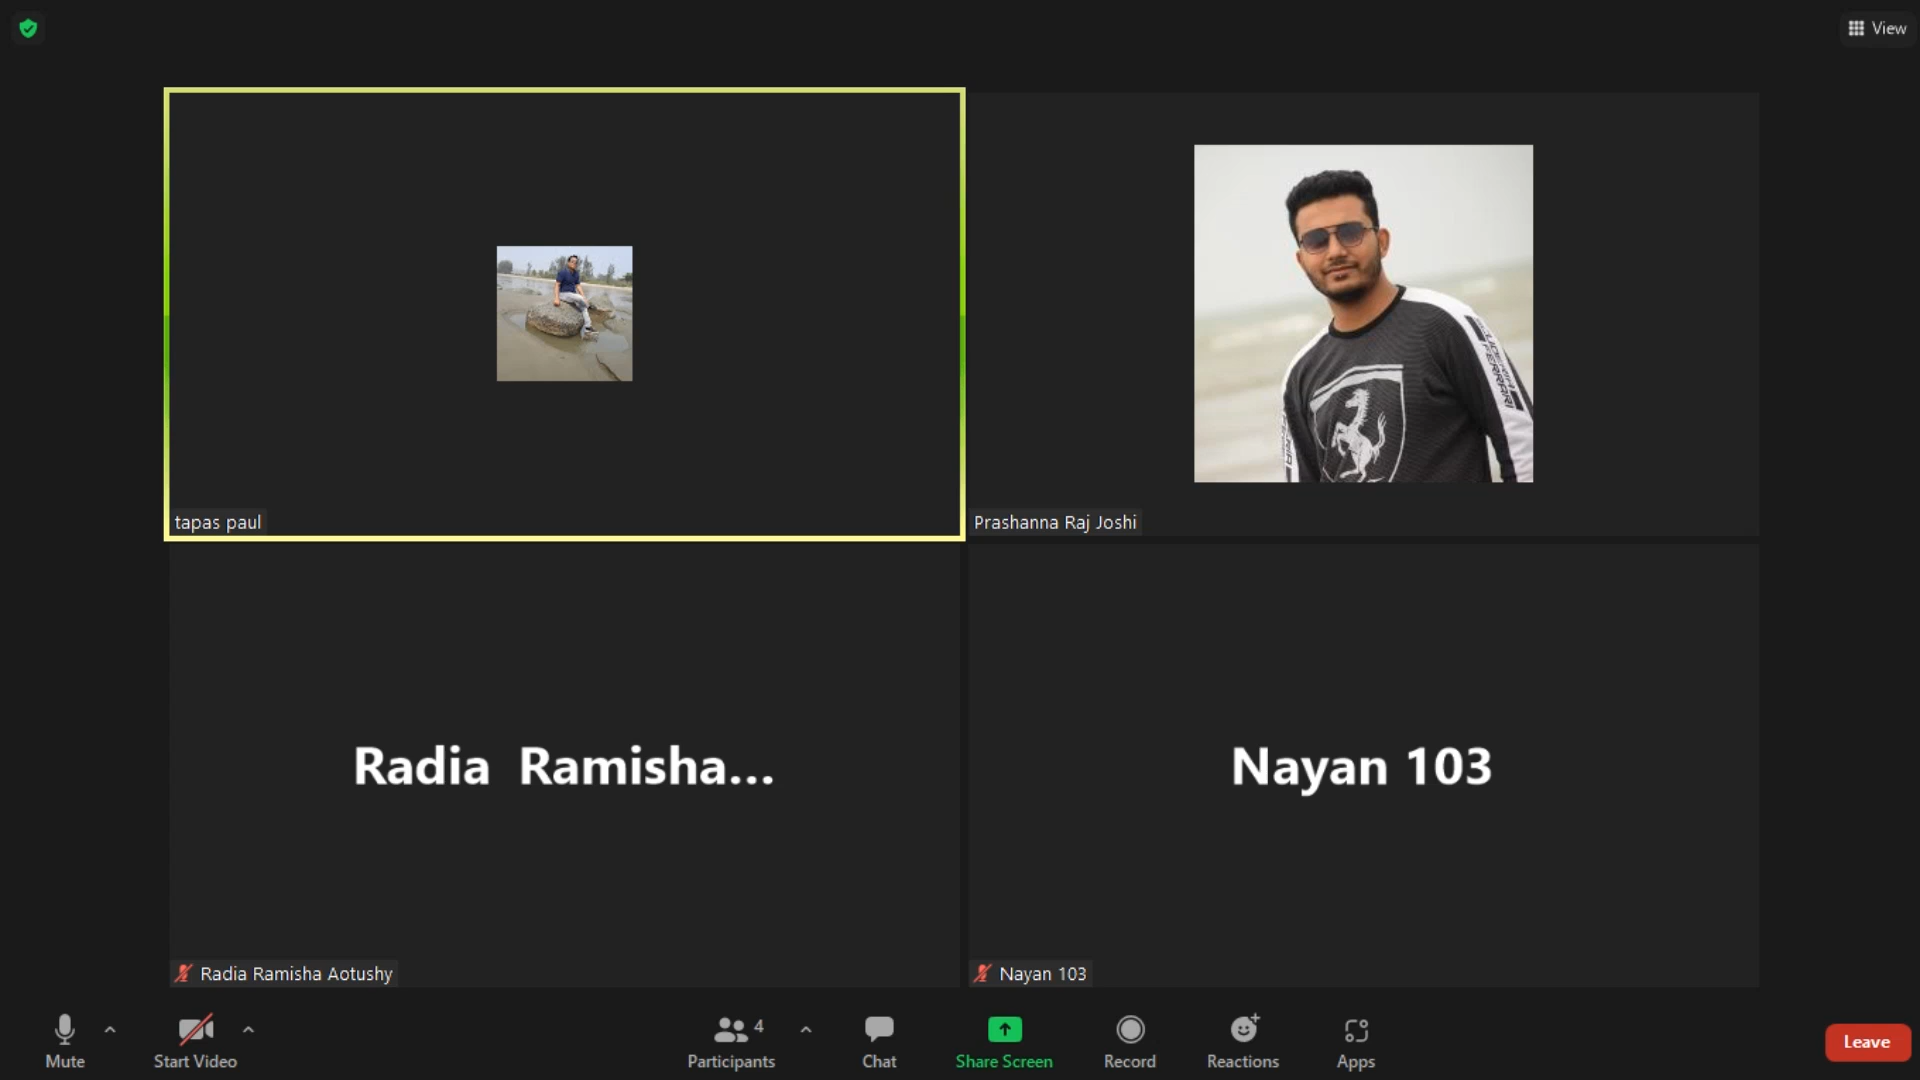 View
tapas paul
Prashanna Raj Joshi
Radia Ramisha...
Nayan 103
Radia Ramisha Aotushy
Nayan 103
Mute
Start Video
4
Participants
Chat
Share Screen
Record
Reactions
Apps
Leave